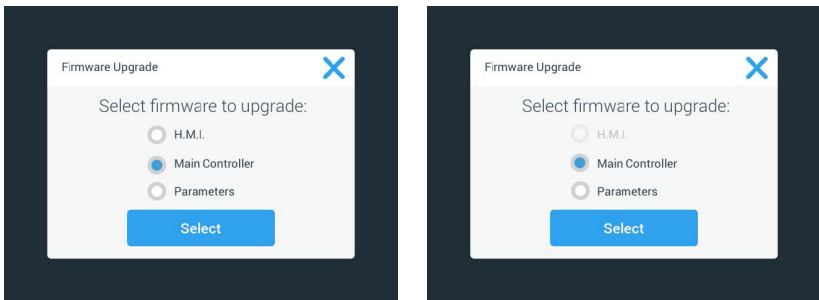 Firmware Upgrade
Select firmware to upgrade:
H.M.I.
Main Controller
Parameters
Select
Firmware Upgrade
Select firmware to upgrade:
H.M.I.
Main Controller
Parameters
Select